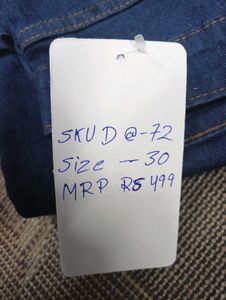 SKU D @-72
Size - 30
MRP RS 499